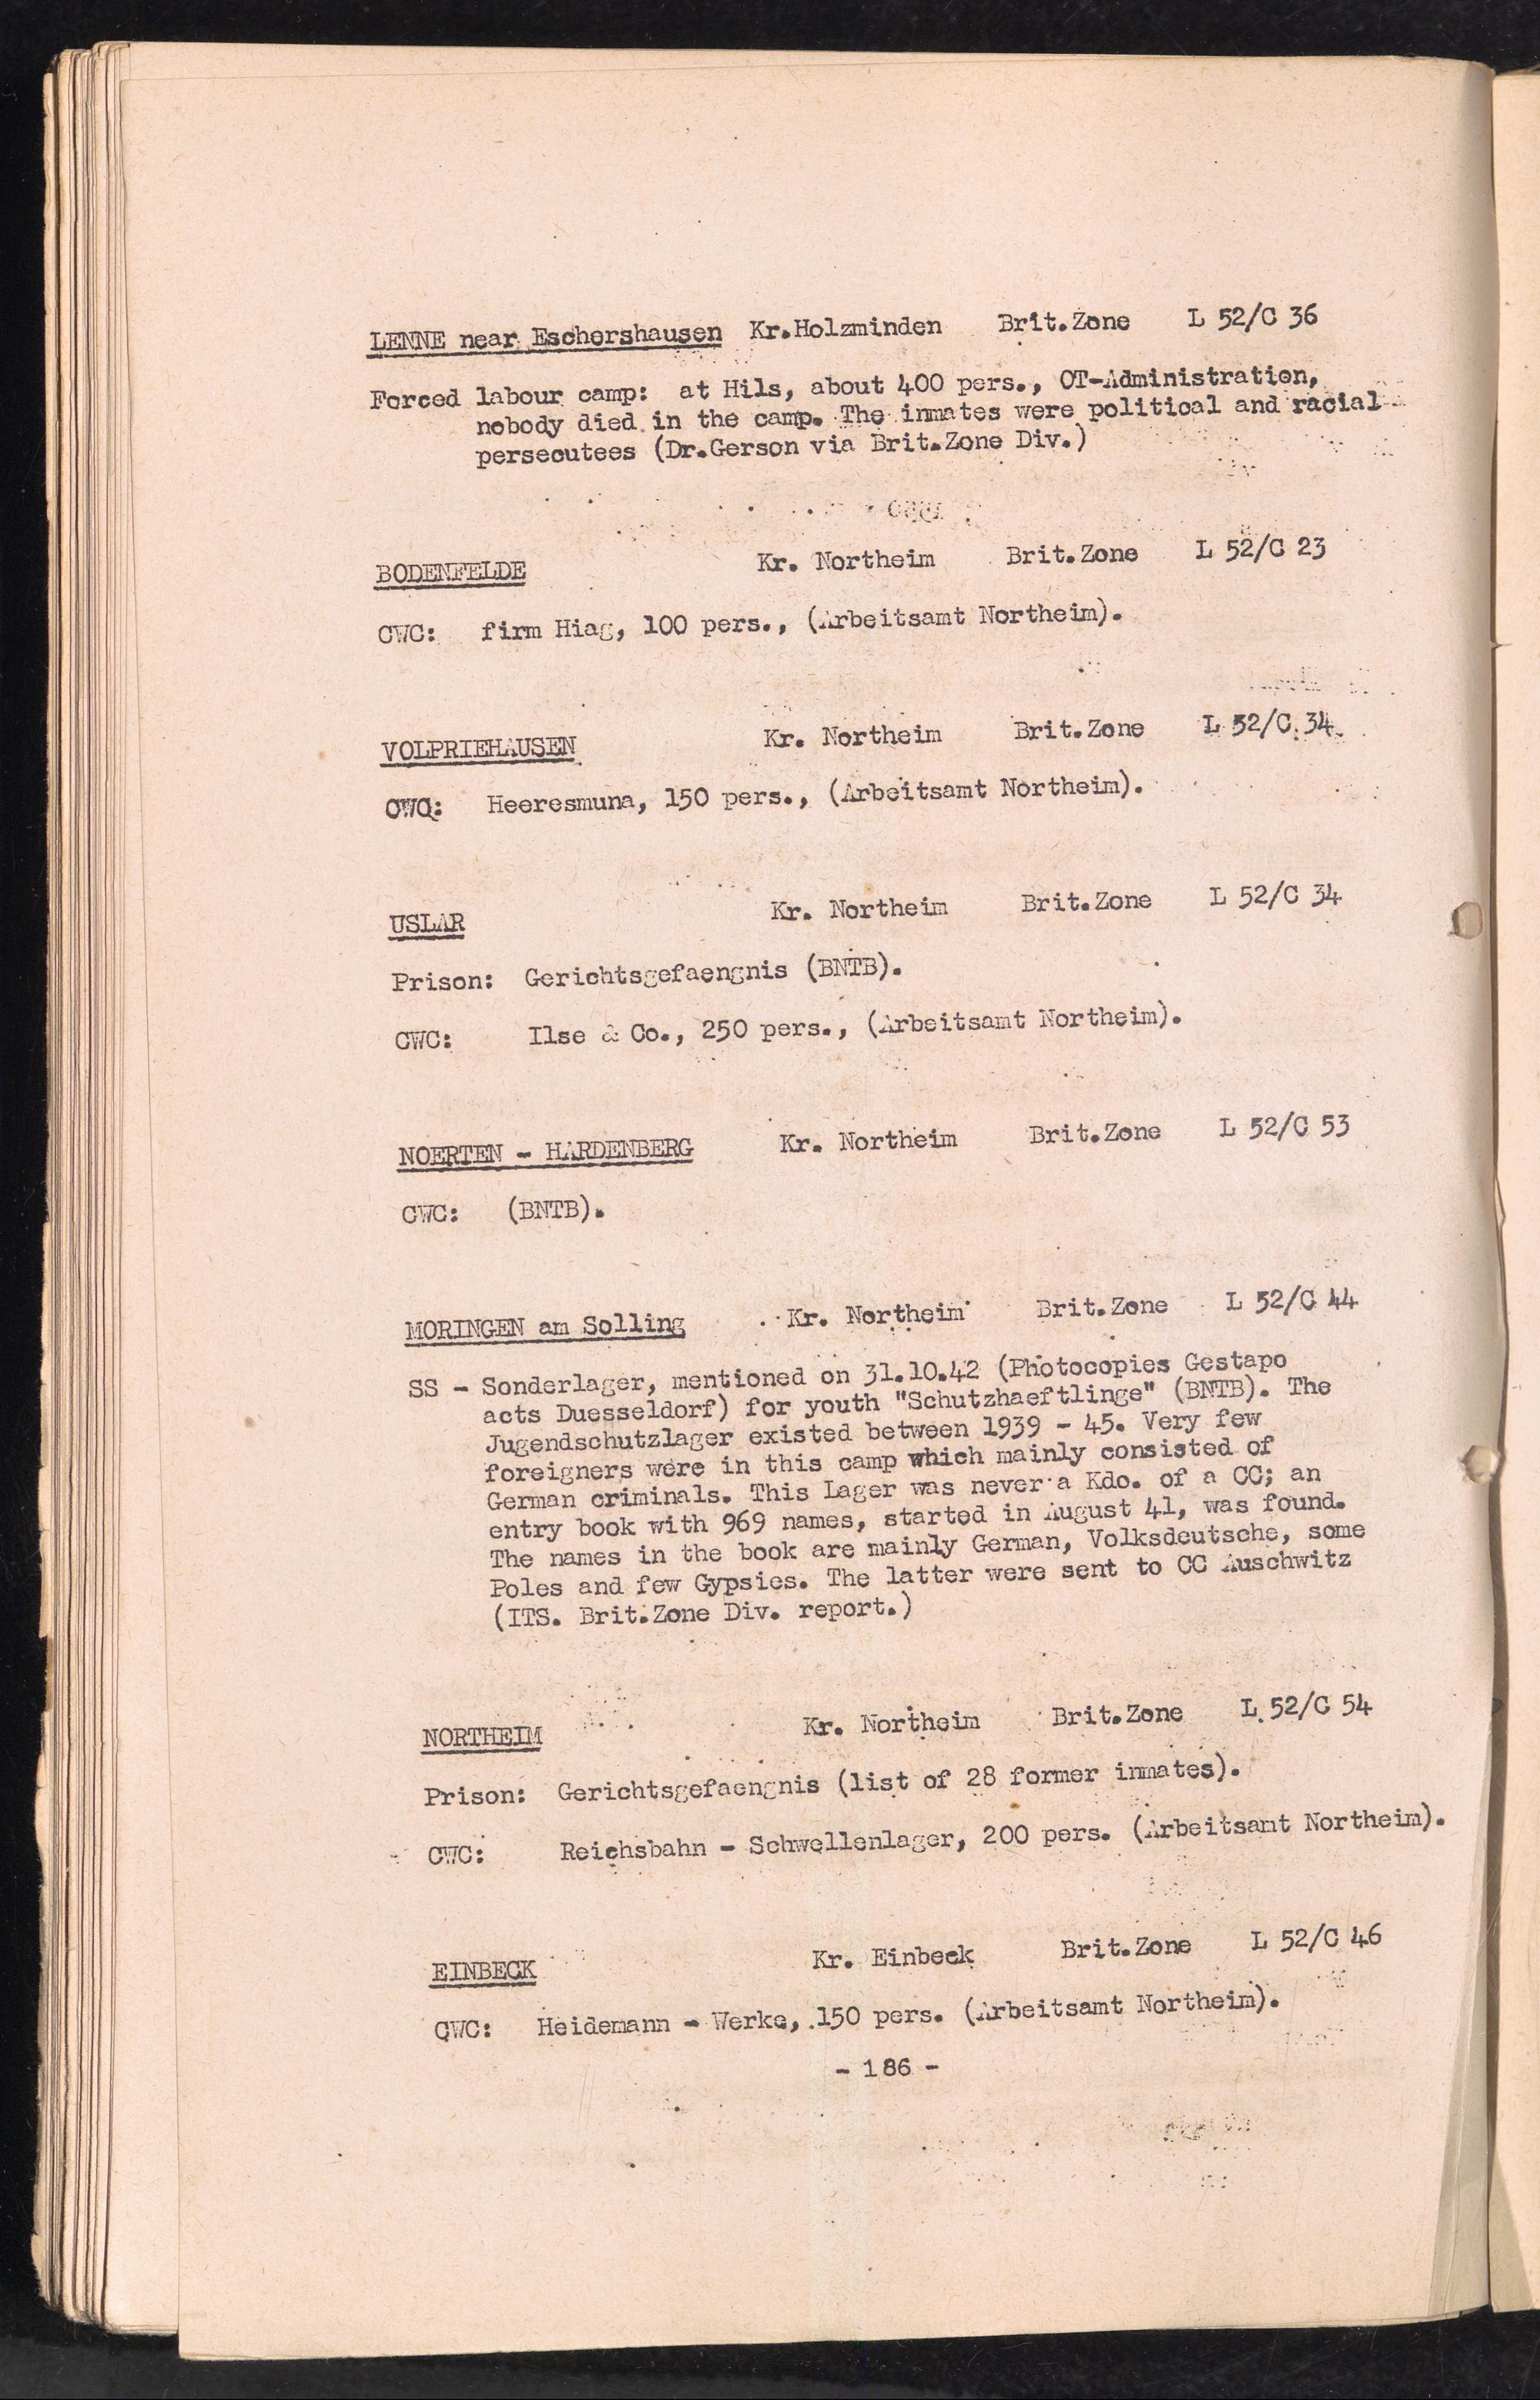 LENNE near Eschershausen Kr.Holzminden Brit.Zone L 52/C 36
Forced labour camp: at Hils, about 400 pers., OT-Administration,
nobody died in the camp. The inmates were political and racial
persecutees (Dr.Gerson via Brit.Zone Div.)
BODENFELDE Kr. Northeim Brit.Zone L 52/C 23
CWC: firm Hiag, 100 pers., (Arbeitsamt Northeim).
VOLPRIEHAUSEN Kr. Northeim Brit.Zone L 52/C 34
CWC: Heeresmuna, 150 pers., (Arbeitsamt Northeim).
USLAR Kr. Northeim Brit.Zone L 52/C 34
Prison: Gerichtsgefaengnis (BNTB).
CWC: Ilse & Co., 250 pers., (Arbeitsamt Northeim).
NOERTEN - HARDENBERG Kr. Northeim Brit.Zone L 52/C 53
CWC: (BNTB).
MORINGEN am Solling Kr. Northeim Brit.Zone L 52/C 44
SS - Sonderlager, mentioned on 31.10.42 (Photocopies Gestapo
acts Duesseldorf) for youth "Schutzhaeftlinge" (BNTB). The
Jugendschutzlager existed between 1939 - 45. Very few
foreigners were in this camp which mainly consisted of
German criminals. This Lager was never a Kdo. of a CC; an
entry book with 969 names, started in August 41, was found.
The names in the book are mainly German, Volksdeutsche, some
Poles and few Gypsies. The latter were sent to CC Auschwitz
(ITS. Brit.Zone Div. report.)
NORTHEIM Kr. Northeim Brit.Zone L 52/C 54
Prison: Gerichtsgefaengnis (list of 28 former inmates).
CWC: Reichsbahn - Schwellenlager, 200 pers. (Arbeitsamt Northeim).
EINBECK Kr. Einbeck Brit.Zone L 52/C 46
CWC: Heidemann - Werke, 150 pers. (Arbeitsamt Northeim).
- 186 -